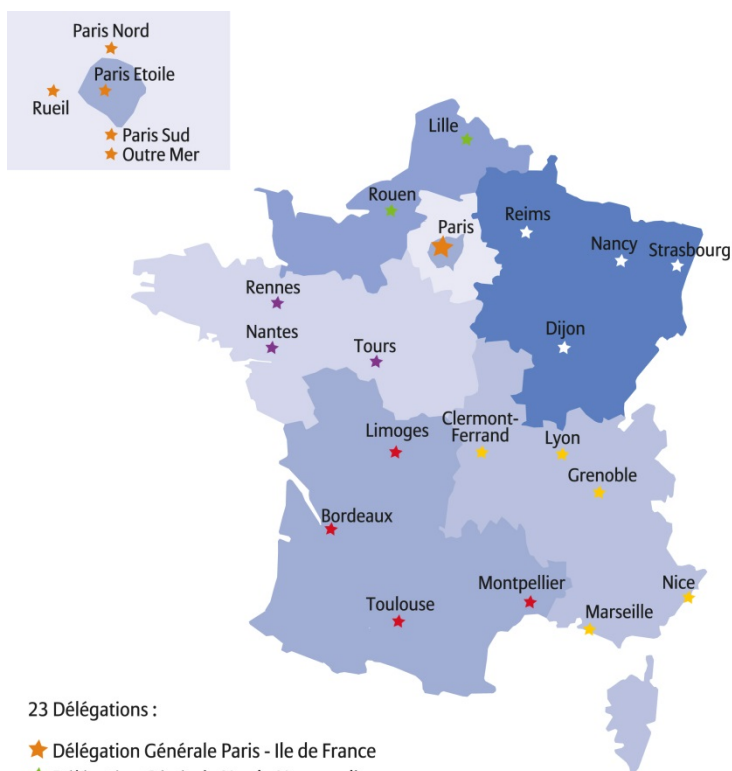 Paris Nord
Paris Etoile
Rueil
Paris Sud
Outre Mer
Lille
Rouen
Paris
Reims
Nancy
Strasbourg
Rennes
Nantes
Tours
Dijon
Limoges
Clermont-
Ferrand
Lyon
Grenoble
Bordeaux
Montpellier
Nice
Toulouse
Marseille
23 Délégations :
Délégation Générale Paris - Ile de France